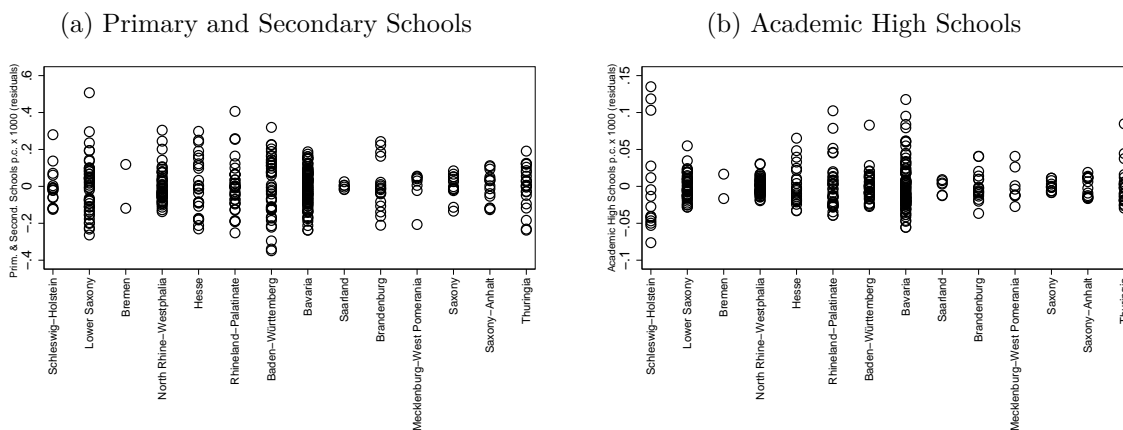 (a) Primary and Secondary Schools
Prim. & Second. Schools p.c. x 1000 (residuals)
.6
.4
.2
0
−.2
−.4
Schleswig−Holstein
Lower Saxony
Bremen
North Rhine−Westphalia
Hesse
Rhineland−Palatinate
Baden−Württemberg
Bavaria
Saarland
Brandenburg
Mecklenburg−West Pomerania
Saxony
Saxony−Anhalt
Thuringia
(b) Academic High Schools
Academic High Schools p.c. x 1000 (residuals)
.15
.1
.05
0
−.05
−.1
Schleswig−Holstein
Lower Saxony
Bremen
North Rhine−Westphalia
Hesse
Rhineland−Palatinate
Baden−Württemberg
Bavaria
Saarland
Brandenburg
Mecklenburg−West Pomerania
Saxony
Saxony−Anhalt
Thuringia